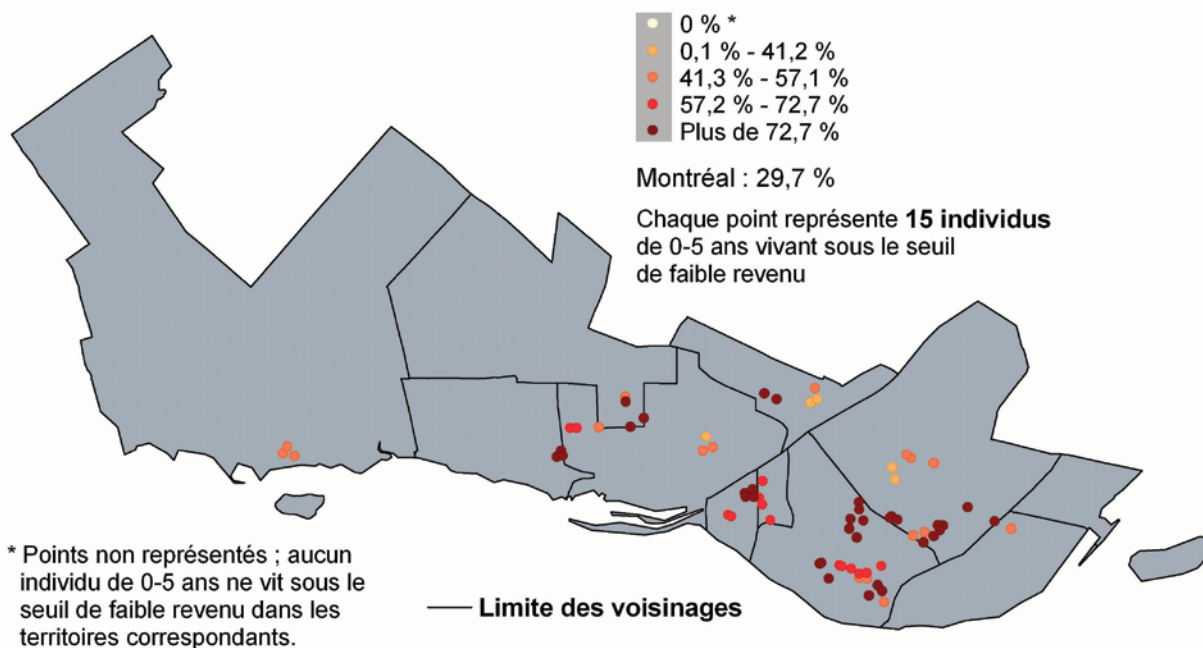 0 % *
0,1 % - 41,2 %
41,3 % - 57,1 %
57,2 % - 72,7 %
Plus de 72,7 %
Montréal : 29,7 %
Chaque point représente 15 individus
de 0-5 ans vivant sous le seuil
de faible revenu
* Points non représentés ; aucun
individu de 0-5 ans ne vit sous le
seuil de faible revenu dans les
territoires correspondants.
Limite des voisinages